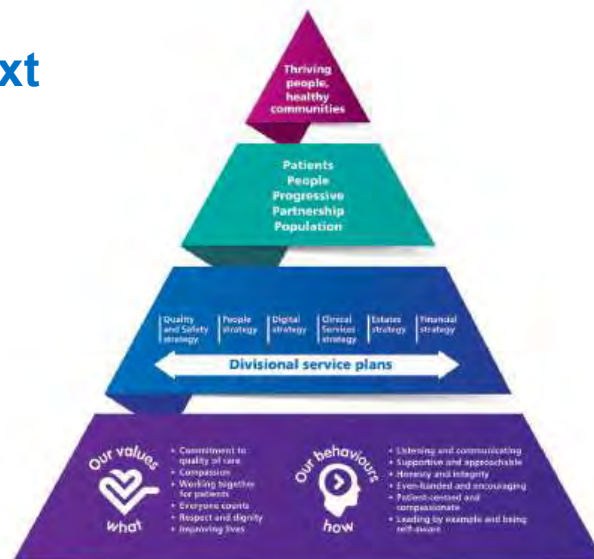 xt
Thriving
people,
healthy
communities
Patients
People
Progressive
Partnership
Population
Quality
and Safety
strategy
People
strategy
Digital
strategy
Clinical
Services
strategy
Estates
strategy
Financial
strategy
Divisional service plans
Our values
what
• Commitment to
quality of care
• Compassion
• Working together
for patients
• Everyone counts
• Respect and dignity
• Improving lives
Our behaviours
how
• Listening and communicating
• Supportive and approachable
• Honesty and integrity
• Even-handed and encouraging
• Patient-centred and
compassionate
• Leading by example and being
self-aware